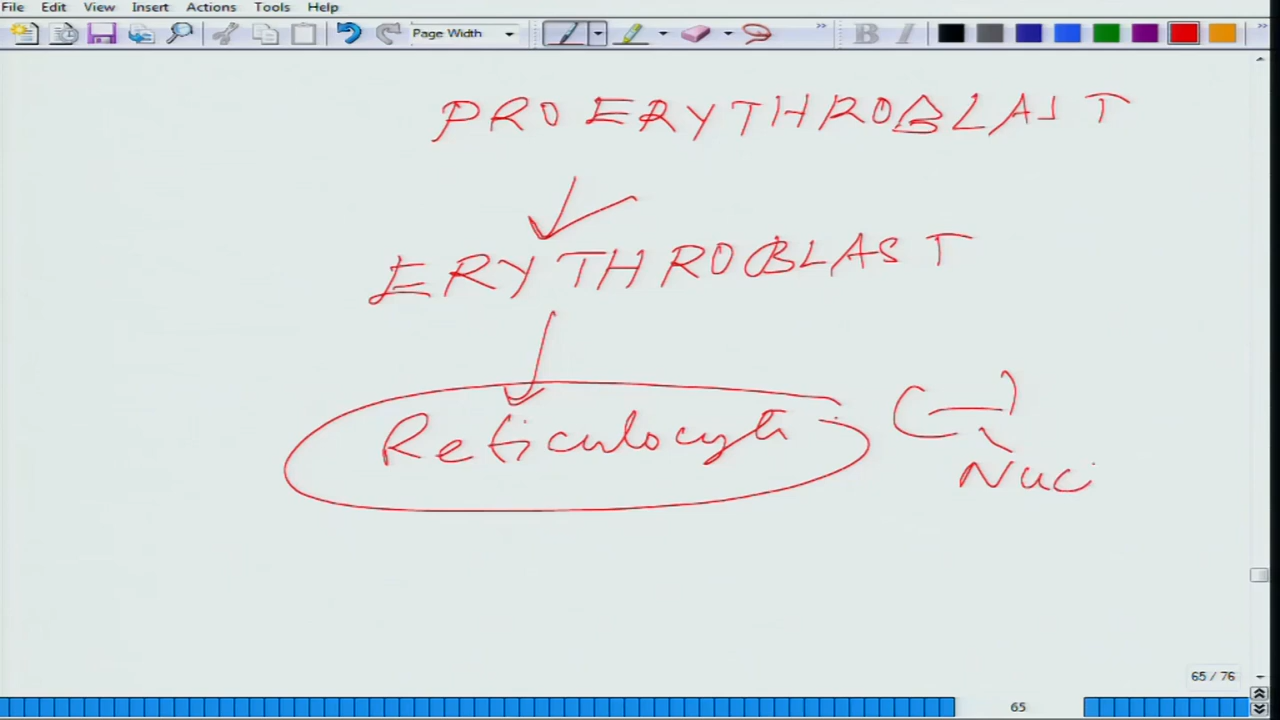 File Edit View Insert Actions Tools Help
Page Width
B I
PROERYTHROBLAST
ERYTHROBLAST
Reticulocyte
(—)
Nuc
65 / 76
65